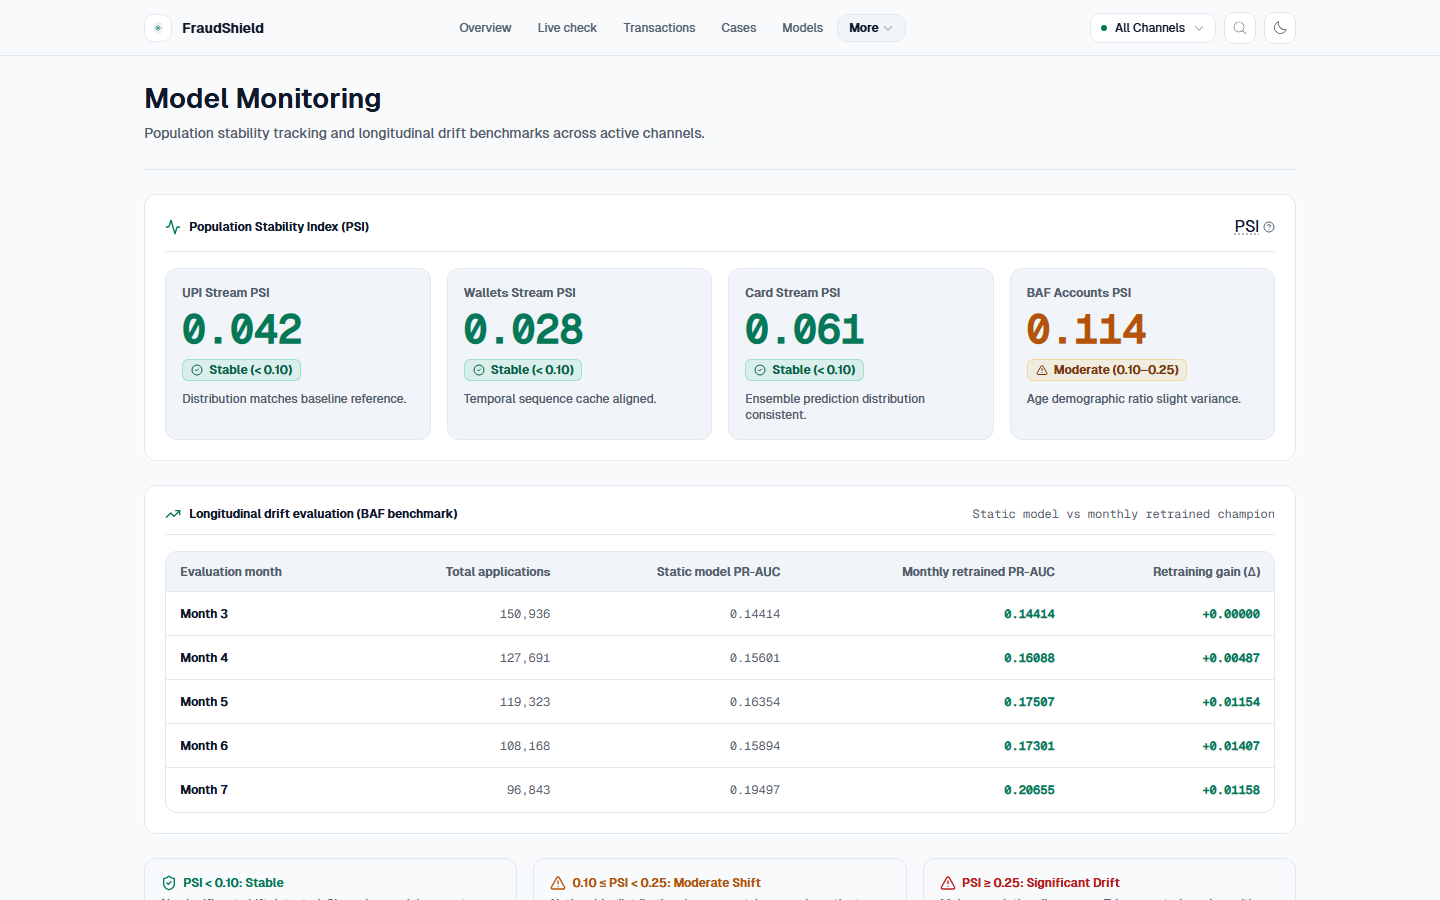 FraudShield
Overview
Live check
Transactions
Cases
Models
More
All Channels
Model Monitoring
Population stability tracking and longitudinal drift benchmarks across active channels.
Population Stability Index (PSI)
PSI
UPI Stream PSI
0.042
Stable (< 0.10)
Distribution matches baseline reference.
Wallets Stream PSI
0.028
Stable (< 0.10)
Temporal sequence cache aligned.
Card Stream PSI
0.061
Stable (< 0.10)
Ensemble prediction distribution
consistent.
BAF Accounts PSI
0.114
Moderate (0.10–0.25)
Age demographic ratio slight variance.
Longitudinal drift evaluation (BAF benchmark)
Static model vs monthly retrained champion
Evaluation month Total applications Static model PR-AUC Monthly retrained PR-AUC Retraining gain (Δ)
Month 3 150,936 0.14414 0.14414 +0.00000
Month 4 127,691 0.15601 0.16088 +0.00487
Month 5 119,323 0.16354 0.17507 +0.01154
Month 6 108,168 0.15894 0.17301 +0.01407
Month 7 96,843 0.19497 0.20655 +0.01158
PSI < 0.10: Stable
0.10 ≤ PSI < 0.25: Moderate Shift
PSI ≥ 0.25: Significant Drift